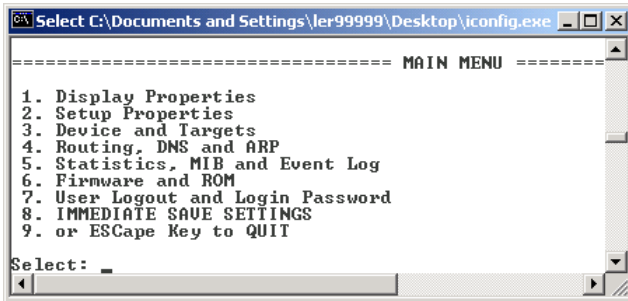 Select C:\Documents and Settings\ler99999\Desktop\iconfig.exe
================================== MAIN MENU ========
1. Display Properties
2. Setup Properties
3. Device and Targets
4. Routing, DNS and ARP
5. Statistics, MIB and Event Log
6. Firmware and ROM
7. User Logout and Login Password
8. IMMEDIATE SAVE SETTINGS
9. or ESCape Key to QUIT
Select: _